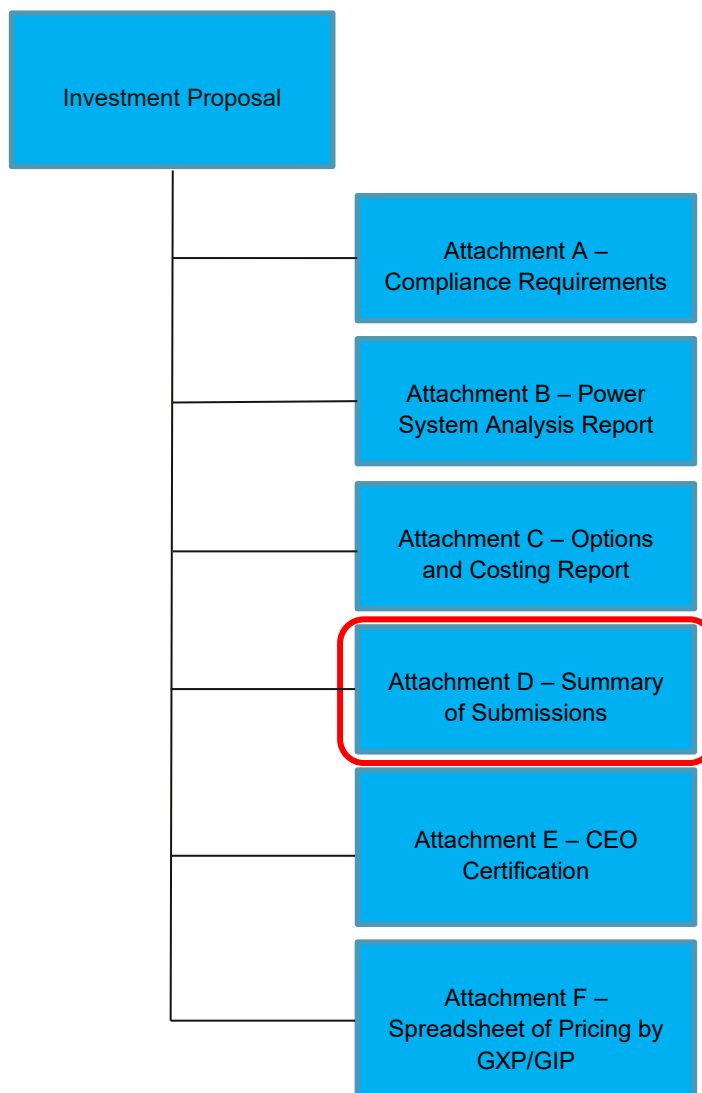 Investment Proposal
Attachment A –
Compliance Requirements
Attachment B – Power
System Analysis Report
Attachment C – Options
and Costing Report
Attachment D – Summary
of Submissions
Attachment E – CEO
Certification
Attachment F –
Spreadsheet of Pricing by
GXP/GIP